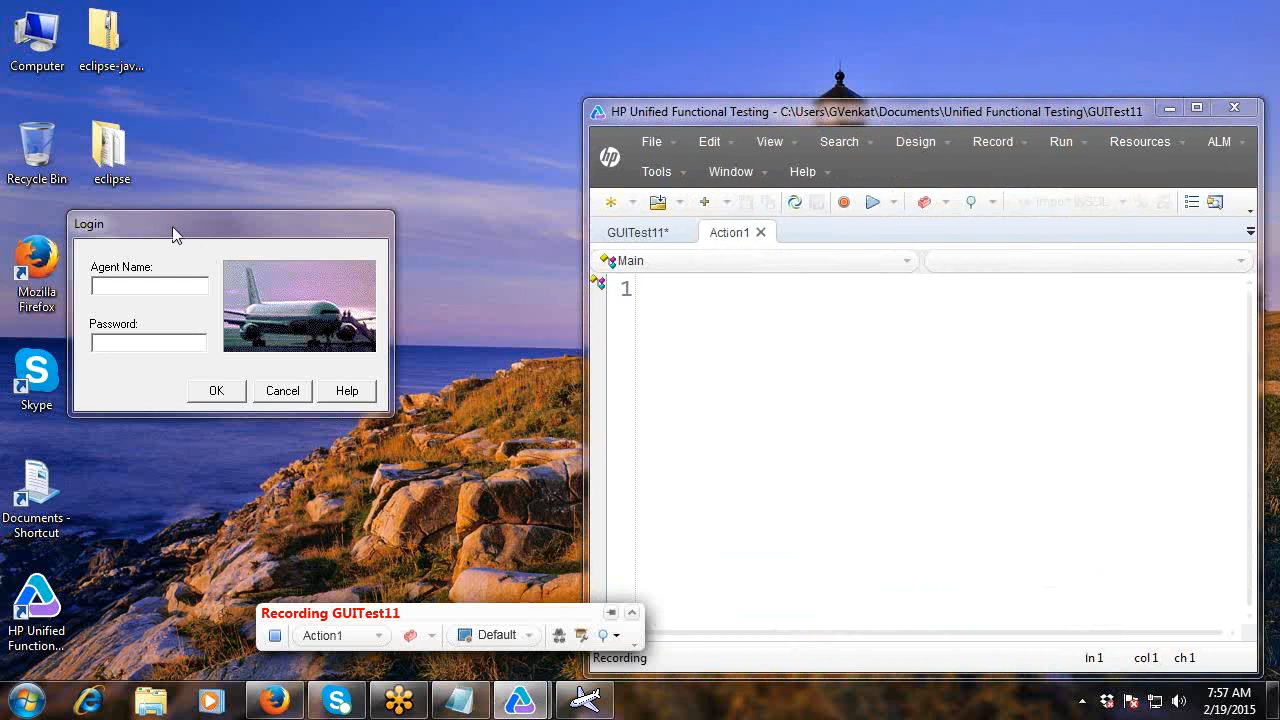 Computer
eclipse-jav...
Recycle Bin
eclipse
Mozilla
Firefox
Skype
Documents -
Shortcut
HP Unified
Function...
Login
Agent Name:
Password:
OK
Cancel
Help
HP Unified Functional Testing - C:\Users\GVenkat\Documents\Unified Functional Testing\GUITest11
hp
File Edit View Search Design Record Run Resources ALM
Tools Window Help
GUITest11*
Action1
Main
1
Recording GUITest11
Action1
Default
Recording
ln 1 col 1 ch 1
7:57 AM
2/19/2015